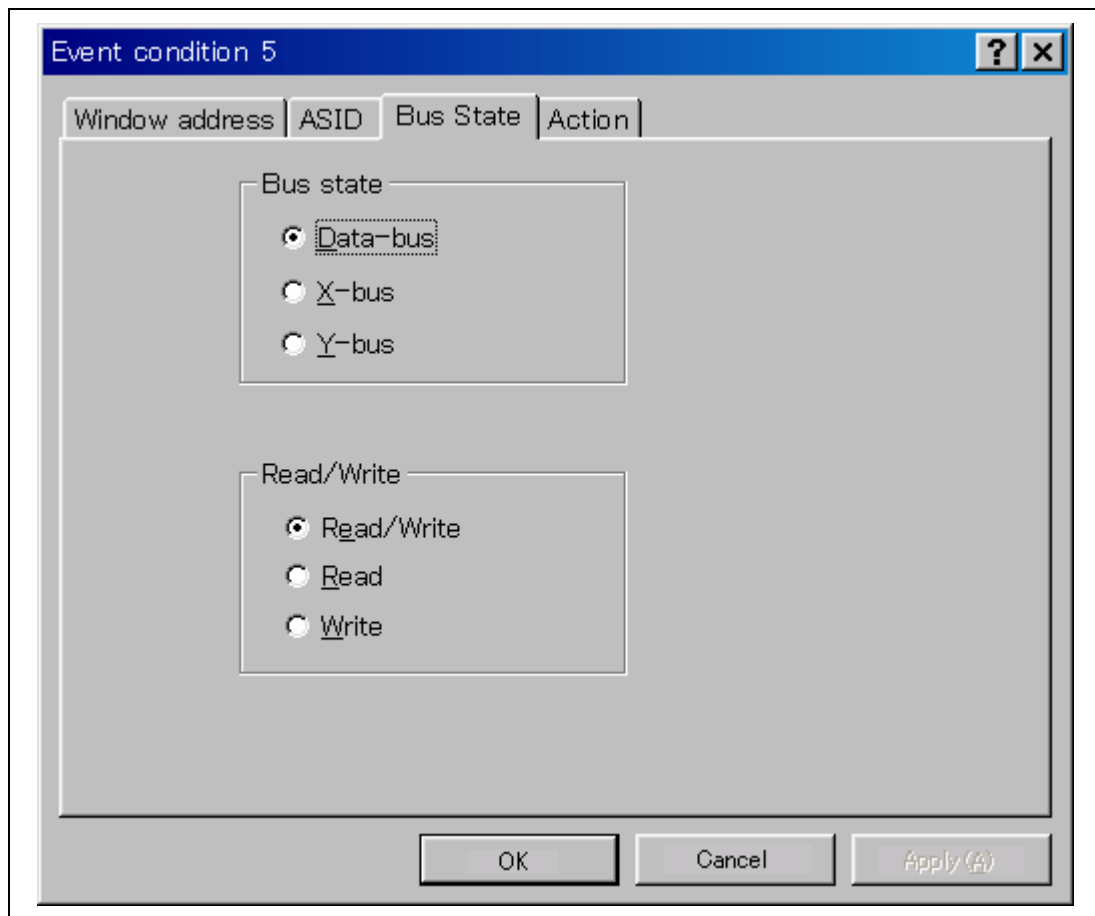 Event condition 5
Window address ASID Bus State Action
Bus state
Data-bus
X-bus
Y-bus
Read/Write
Read/Write
Read
Write
OK Cancel Apply(A)